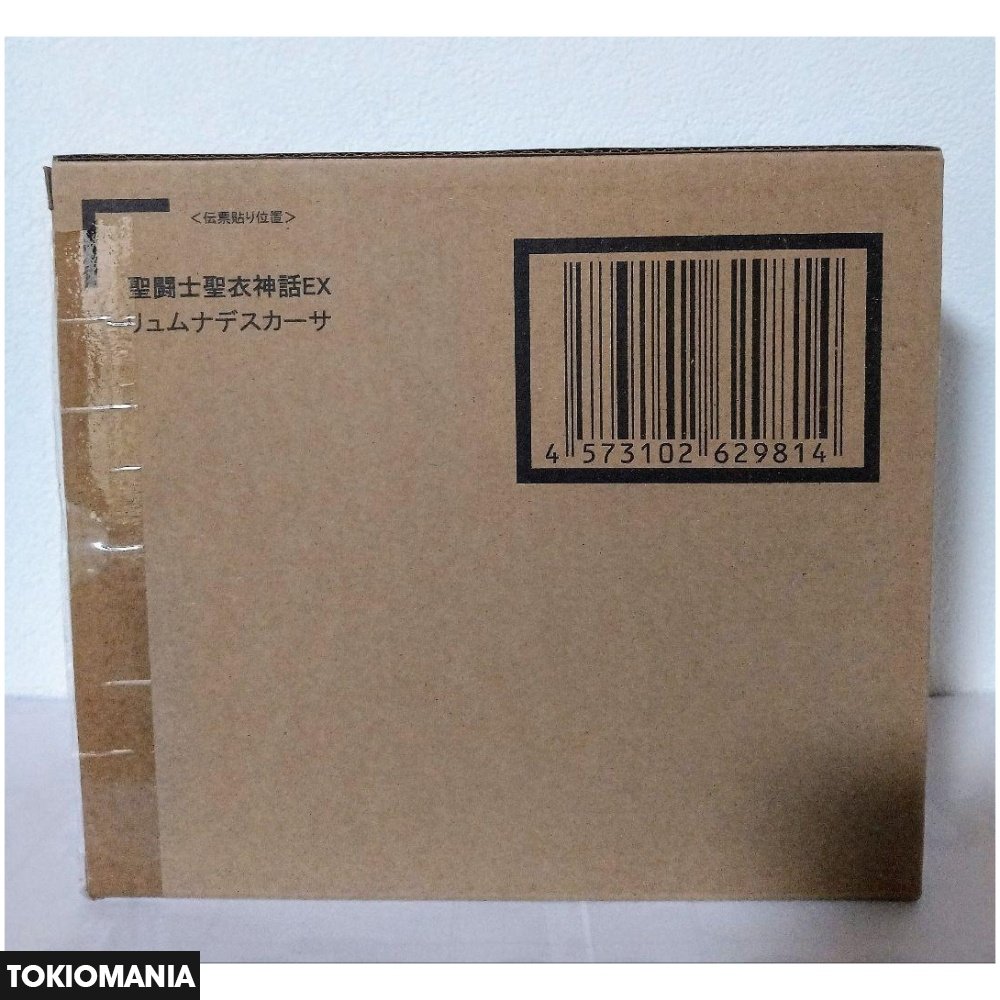 <伝票貼り位置>
聖闘士聖衣神話EX
リュムナデスカーサ
4 573102 629814
TOKIOMANIA